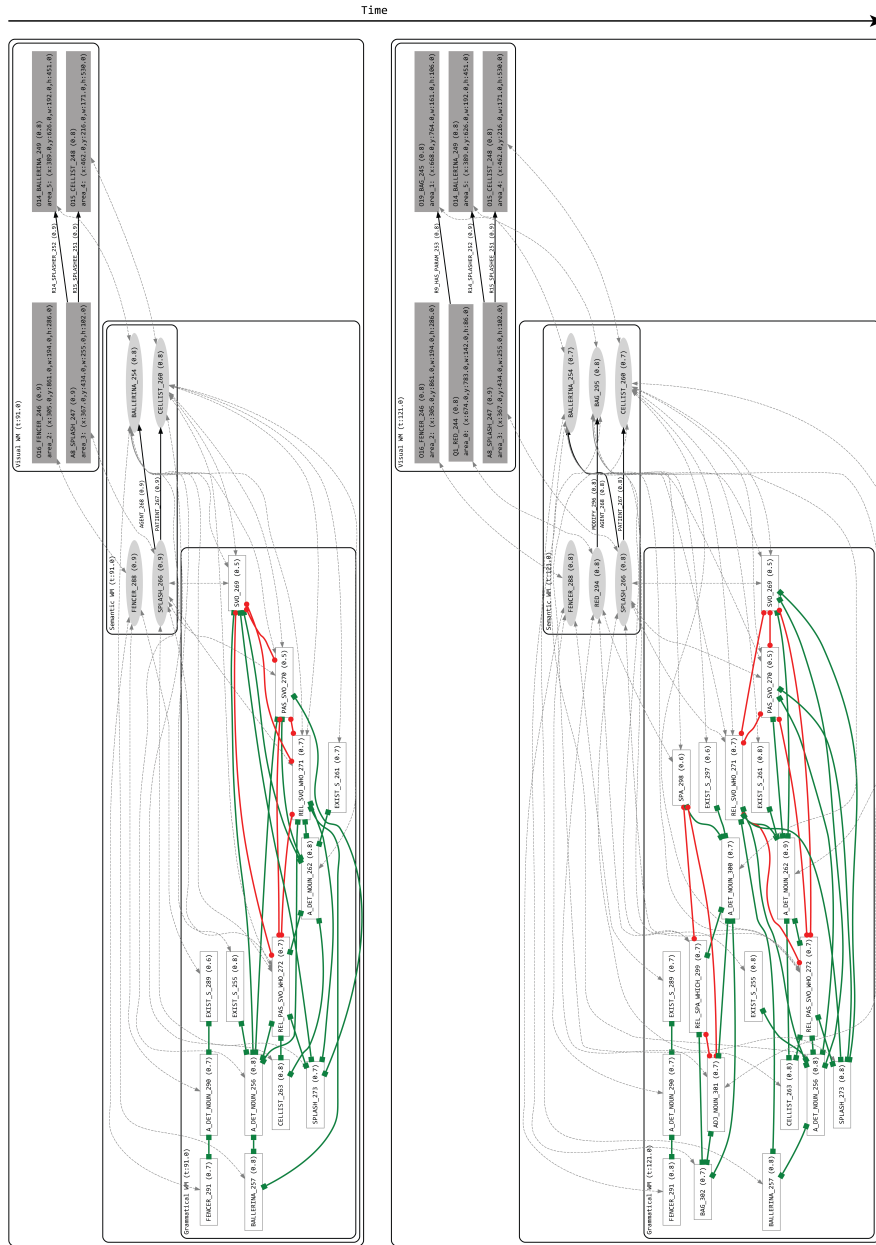 Time
Visual WM (t:91.0)
O16_FENCER_246 (0.9)
area_2: (x:305.0,y:861.0,w:194.0,h:286.0)
A8_SPLASH_247 (0.9)
area_3: (x:367.0,y:434.0,w:255.0,h:102.0)
O14_BALLERINA_249 (0.8)
area_5: (x:389.0,y:626.0,w:192.0,h:451.0)
O15_CELLIST_248 (0.8)
area_4: (x:462.0,y:216.0,w:171.0,h:530.0)
R14_SPLASHER_252 (0.9)
R15_SPLASHEE_251 (0.9)
Semantic WM (t:91.0)
FENCER_288 (0.9)
SPLASH_266 (0.9)
BALLERINA_254 (0.8)
CELLIST_260 (0.8)
AGENT_268 (0.9)
PATIENT_267 (0.9)
Grammatical WM (t:91.0)
FENCER_291 (0.7)
BALLERINA_257 (0.8)
A_DET_NOUN_290 (0.7)
A_DET_NOUN_256 (0.8)
CELLIST_263 (0.8)
SPLASH_273 (0.7)
EXIST_S_289 (0.6)
EXIST_S_255 (0.8)
REL_PAS_SVO_WHO_272 (0.7)
A_DET_NOUN_262 (0.8)
REL_SVO_WHO_271 (0.7)
EXIST_S_261 (0.7)
PAS_SVO_270 (0.5)
SVO_269 (0.5)
Visual WM (t:121.0)
O16_FENCER_246 (0.8)
area_2: (x:305.0,y:861.0,w:194.0,h:286.0)
Q1_RED_244 (0.8)
area_0: (x:674.0,y:783.0,w:142.0,h:86.0)
A8_SPLASH_247 (0.9)
area_3: (x:367.0,y:434.0,w:255.0,h:102.0)
O19_BAG_245 (0.8)
area_1: (x:668.0,y:764.0,w:161.0,h:106.0)
O14_BALLERINA_249 (0.8)
area_5: (x:389.0,y:626.0,w:192.0,h:451.0)
O15_CELLIST_248 (0.8)
area_4: (x:462.0,y:216.0,w:171.0,h:530.0)
R9_HAS_PARAM_253 (0.8)
R14_SPLASHER_252 (0.9)
R15_SPLASHEE_251 (0.9)
Semantic WM (t:121.0)
FENCER_288 (0.8)
RED_294 (0.8)
SPLASH_266 (0.8)
BALLERINA_254 (0.7)
BAG_295 (0.8)
CELLIST_260 (0.7)
MODIFY_296 (0.8)
AGENT_268 (0.8)
PATIENT_267 (0.8)
Grammatical WM (t:121.0)
FENCER_291 (0.8)
BAG_302 (0.7)
BALLERINA_257 (0.8)
A_DET_NOUN_290 (0.7)
ADJ_NOUN_301 (0.7)
CELLIST_263 (0.8)
A_DET_NOUN_256 (0.8)
SPLASH_273 (0.8)
EXIST_S_289 (0.7)
REL_SPA_WHICH_299 (0.7)
EXIST_S_255 (0.8)
REL_PAS_SVO_WHO_272 (0.7)
A_DET_NOUN_300 (0.7)
A_DET_NOUN_262 (0.9)
SPA_298 (0.6)
EXIST_S_297 (0.6)
REL_SVO_WHO_271 (0.7)
EXIST_S_261 (0.8)
PAS_SVO_270 (0.5)
SVO_269 (0.5)